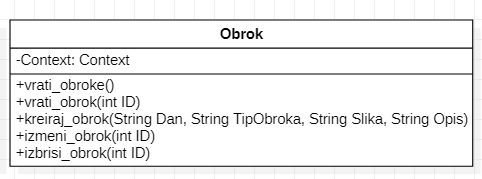 Obrok
-Context: Context
+vrati_obroke()
+vrati_obrok(int ID)
+kreiraj_obrok(String Dan, String TipObroka, String Slika, String Opis)
+izmeni_obrok(int ID)
+izbrisi_obrok(int ID)